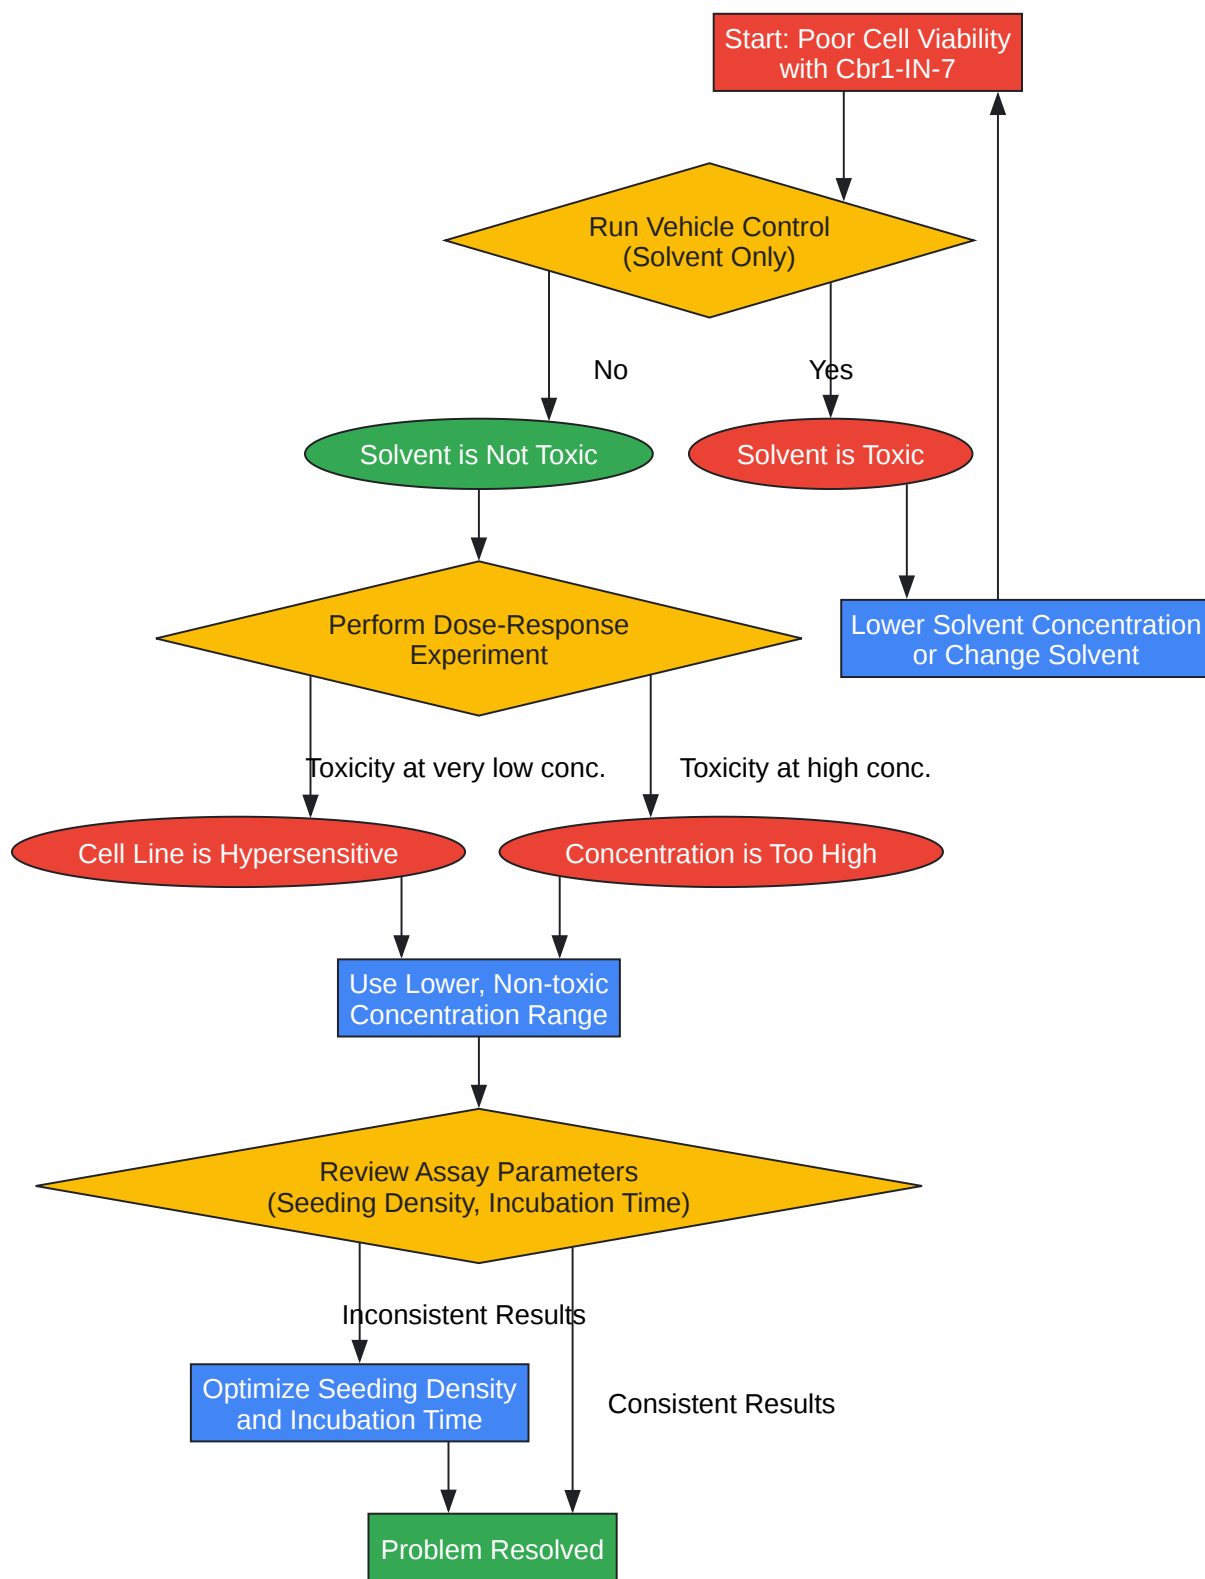 Start: Poor Cell Viability
with Cbr1-IN-7
Run Vehicle Control
(Solvent Only)
No
Yes
Solvent is Not Toxic
Solvent is Toxic
Perform Dose-Response
Experiment
Lower Solvent Concentration
or Change Solvent
Toxicity at very low conc.
Toxicity at high conc.
Cell Line is Hypersensitive
Concentration is Too High
Use Lower, Non-toxic
Concentration Range
Review Assay Parameters
(Seeding Density, Incubation Time)
Inconsistent Results
Optimize Seeding Density
and Incubation Time
Consistent Results
Problem Resolved